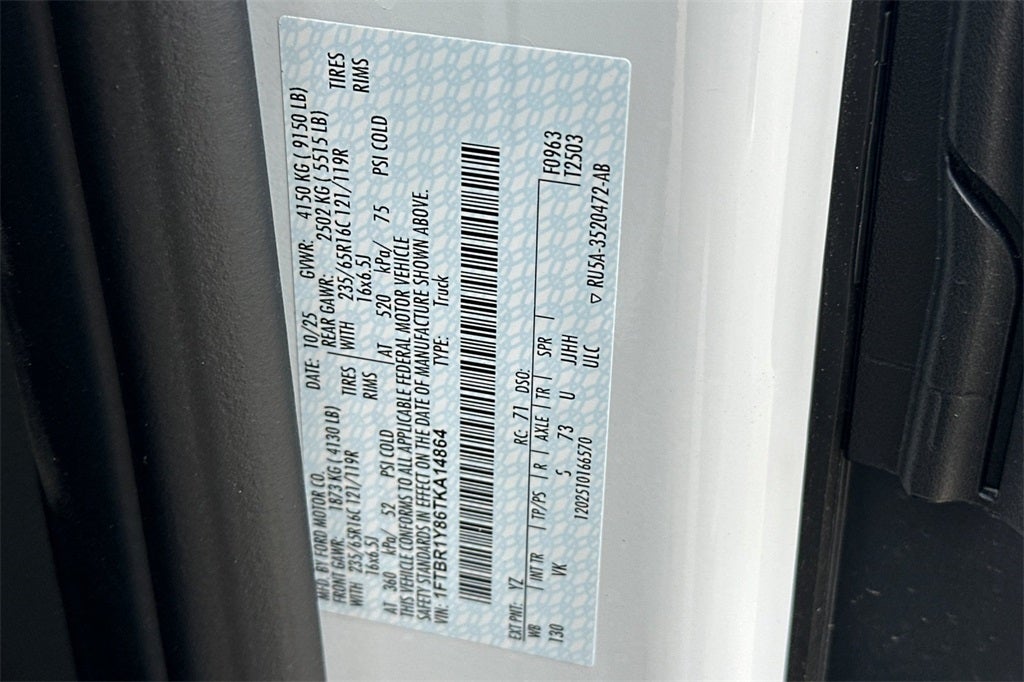 MFD. BY FORD MOTOR CO. DATE: 10/25 GVWR: 4150 KG ( 9150 LB)
FRONT GAWR: 1873 KG ( 4130 LB) REAR GAWR: 2502 KG ( 5515 LB)
WITH 235/65R16C 121/119R TIRES WITH 235/65R16C 121/119R TIRES
16x6.5J RIMS 16x6.5J RIMS
AT 360 kPa/ 52 PSI COLD AT 520 kPa/ 75 PSI COLD
THIS VEHICLE CONFORMS TO ALL APPLICABLE FEDERAL MOTOR VEHICLE
SAFETY STANDARDS IN EFFECT ON THE DATE OF MANUFACTURE SHOWN ABOVE.
VIN: 1FTBR1Y86TKA14864 TYPE: Truck
EXT PNT: YZ RC: 71 DSO: F0963
WB INT TR TP/PS R AXLE TR SPR 12503
130 VK S 73 U JJHH
1202510166570 ULC
▽ RU5A-3520472-AB